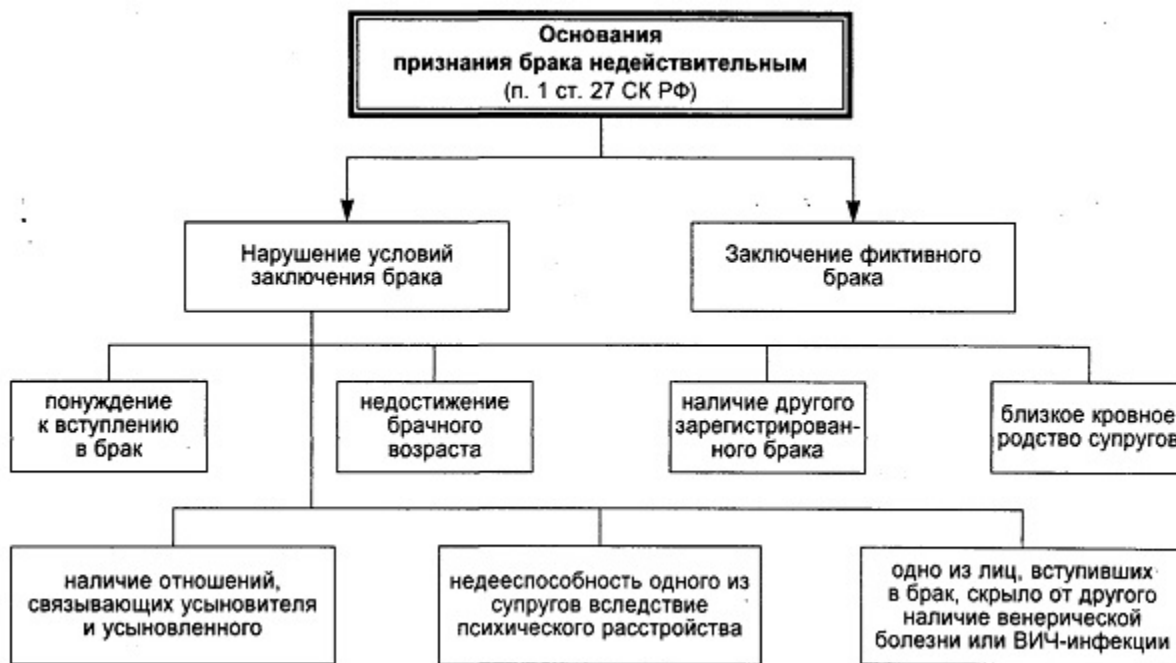 Основания
признания брака недействительным
(п. 1 ст. 27 СК РФ)
Нарушение условий
заключения брака
Заключение фиктивного
брака
понуждение
к вступлению
в брак
недостижение
брачного
возраста
наличие другого
зарегистрирован-
ного брака
близкое кровное
родство супругов
наличие отношений,
связывающих усыновителя
и усыновленного
недееспособность одного из
супругов вследствие
психического расстройства
одно из лиц, вступивших
в брак, скрыло от другого
наличие венерической
болезни или ВИЧ-инфекции